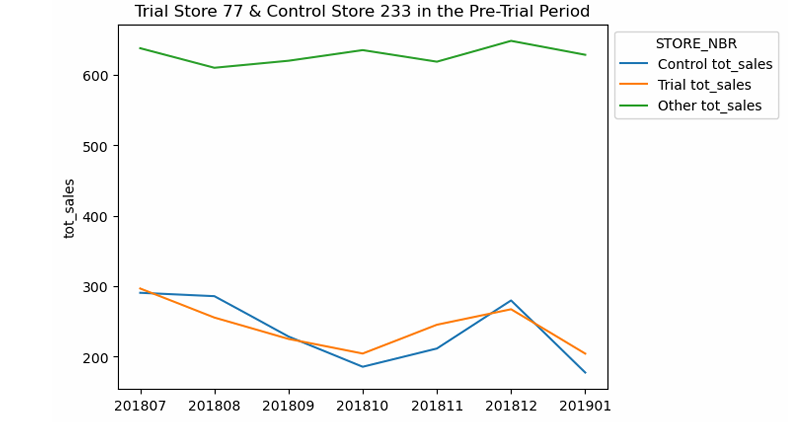 Trial Store 77 & Control Store 233 in the Pre-Trial Period
STORE_NBR
Control tot_sales
Trial tot_sales
Other tot_sales
tot_sales
600
500
400
300
200
201807 201808 201809 201810 201811 201812 201901